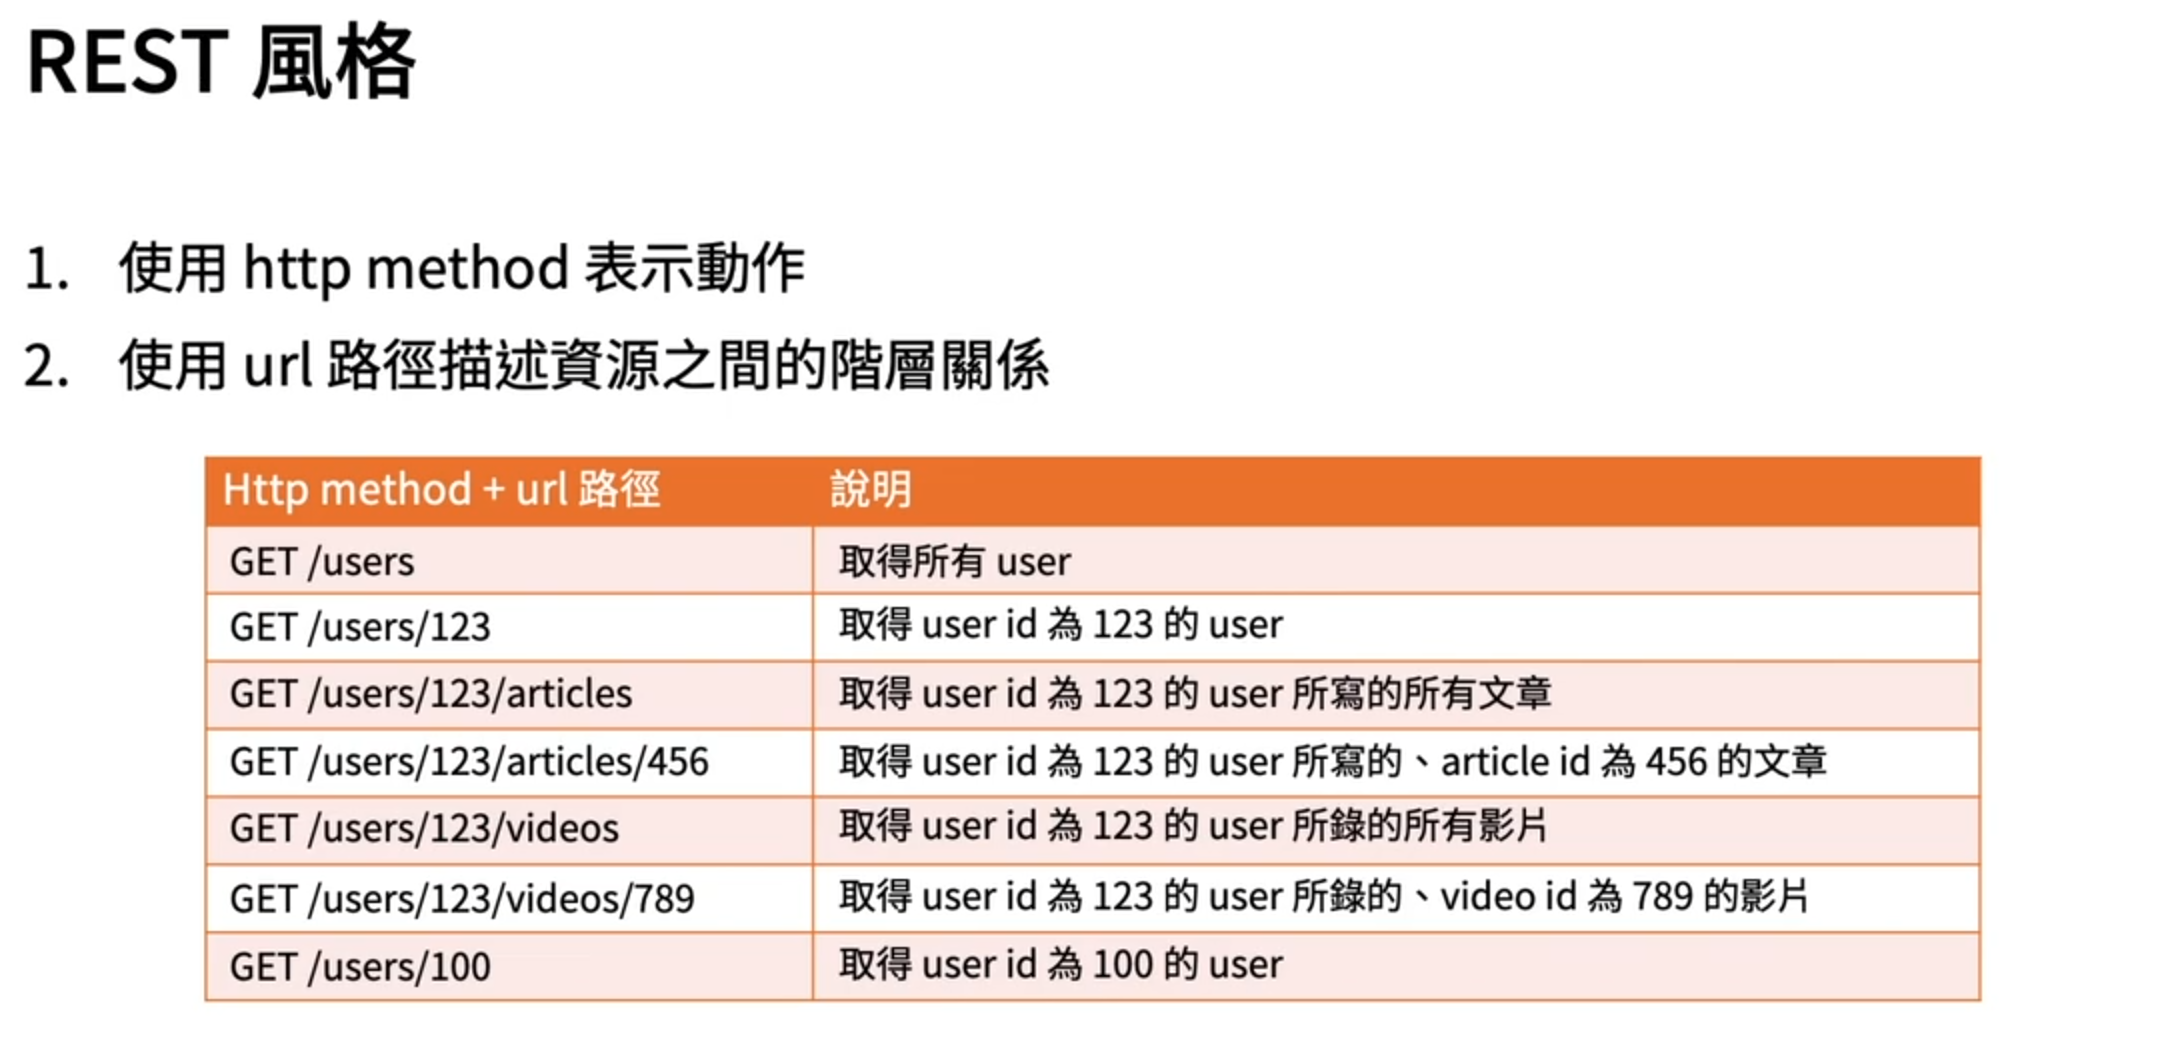 REST 風格
1. 使用 http method 表示動作
2. 使用 url 路徑描述資源之間的階層關係
Http method + url 路徑 說明
GET /users 取得所有 user
GET /users/123 取得 user id 為 123 的 user
GET /users/123/articles 取得 user id 為 123 的 user 所寫的所有文章
GET /users/123/articles/456 取得 user id 為 123 的 user 所寫的、article id 為 456 的文章
GET /users/123/videos 取得 user id 為 123 的 user 所錄的所有影片
GET /users/123/videos/789 取得 user id 為 123 的 user 所錄的、video id 為 789 的影片
GET /users/100 取得 user id 為 100 的 user